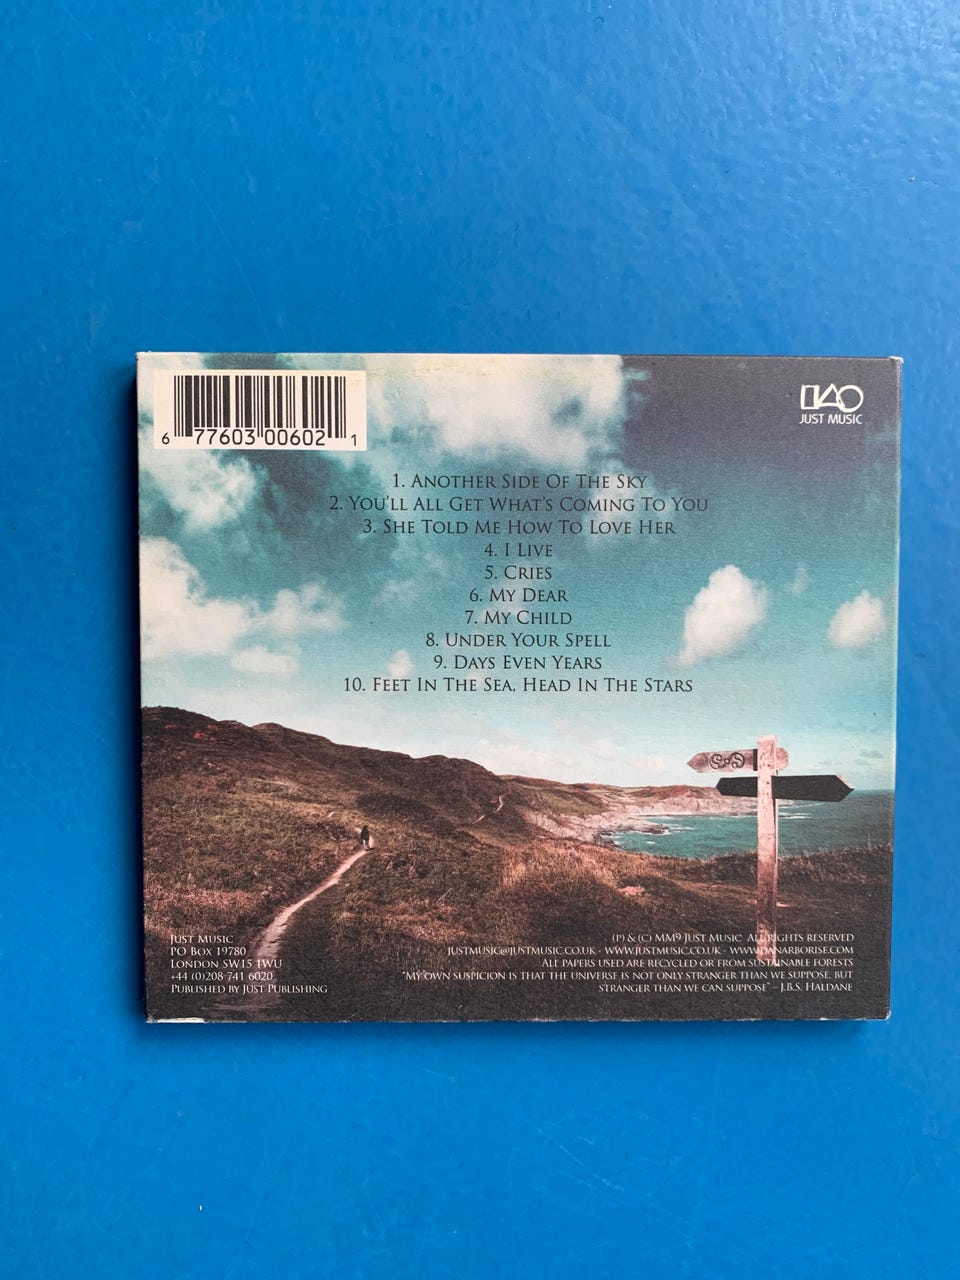 6 77603 00602 1
JUST MUSIC
1. Another Side Of The Sky
2. You'll All Get What's Coming To You
3. She Told Me How To Love Her
4. I Live
5. Cries
6. My Dear
7. My Child
8. Under Your Spell
9. Days Even Years
10. Feet In The Sea, Head In The Stars
Just Music
PO Box 19780
London SW15 1WU
+44 (0)208 741 6020
Published by Just Publishing
(P) & (C) MM9 Just Music All Rights Reserved
justmusic@justmusic.co.uk - www.justmusic.co.uk - www.danarborise.com
All papers used are recycled or from sustainable forests
"My own suspicion is that the universe is not only stranger than we suppose, but
stranger than we can suppose" – J.B.S. Haldane